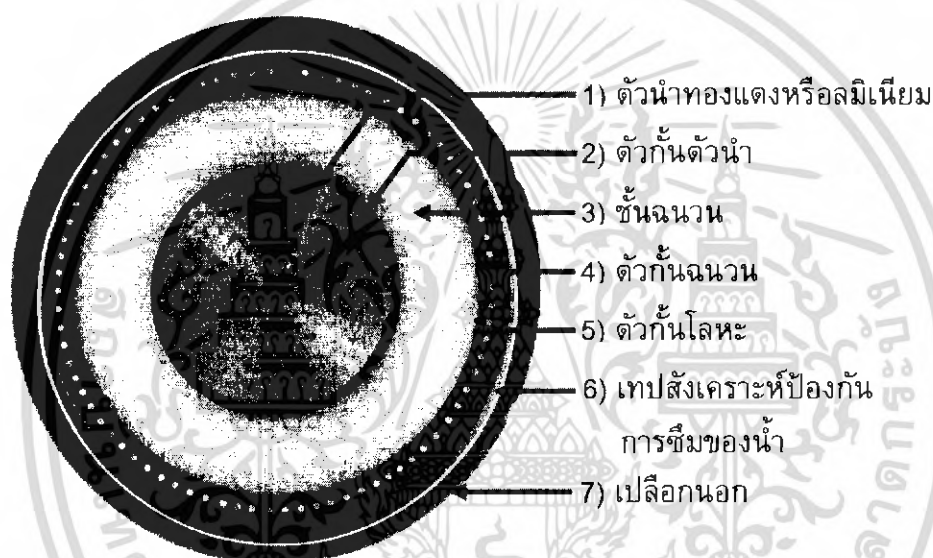 1) ตัวนำทองแดงหรือลมิเนียม
2) ตัวกั้นตัวนำ
3) ชั้นฉนวน
4) ตัวกั้นฉนวน
5) ตัวกั้นโลหะ
6) เทปสังเคราะห์ป้องกัน
การซึมของน้ำ
7) เปลือกนอก